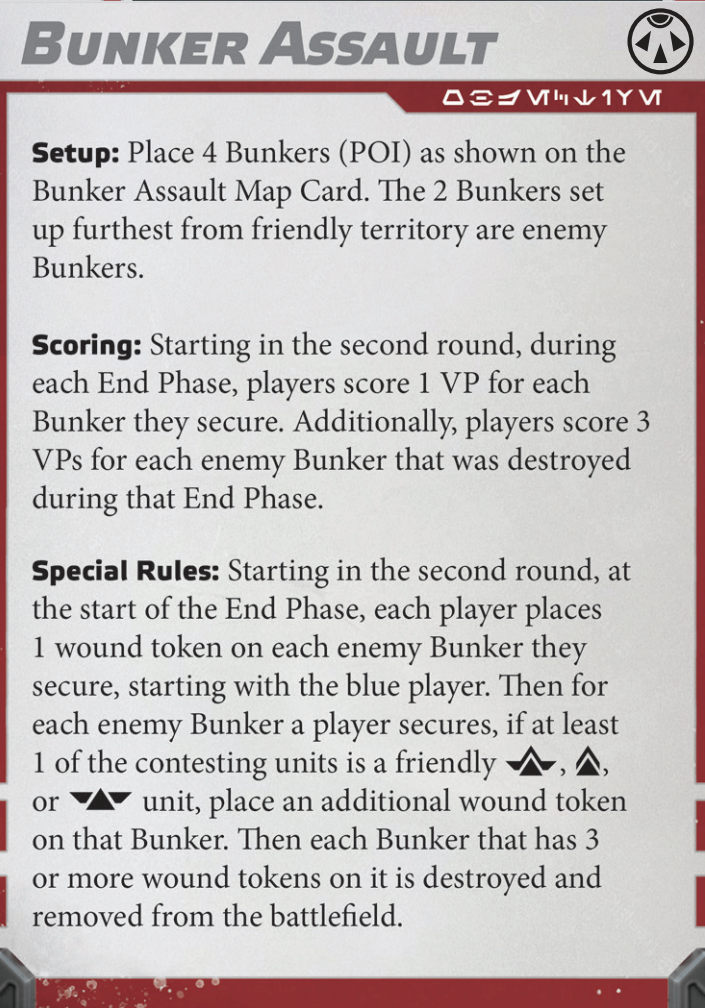 BUNKER ASSAULT
Setup: Place 4 Bunkers (POI) as shown on the
Bunker Assault Map Card. The 2 Bunkers set
up furthest from friendly territory are enemy
Bunkers.
Scoring: Starting in the second round, during
each End Phase, players score 1 VP for each
Bunker they secure. Additionally, players score 3
VPs for each enemy Bunker that was destroyed
during that End Phase.
Special Rules: Starting in the second round, at
the start of the End Phase, each player places
1 wound token on each enemy Bunker they
secure, starting with the blue player. Then for
each enemy Bunker a player secures, if at least
1 of the contesting units is a friendly , ,
or unit, place an additional wound token
on that Bunker. Then each Bunker that has 3
or more wound tokens on it is destroyed and
removed from the battlefield.